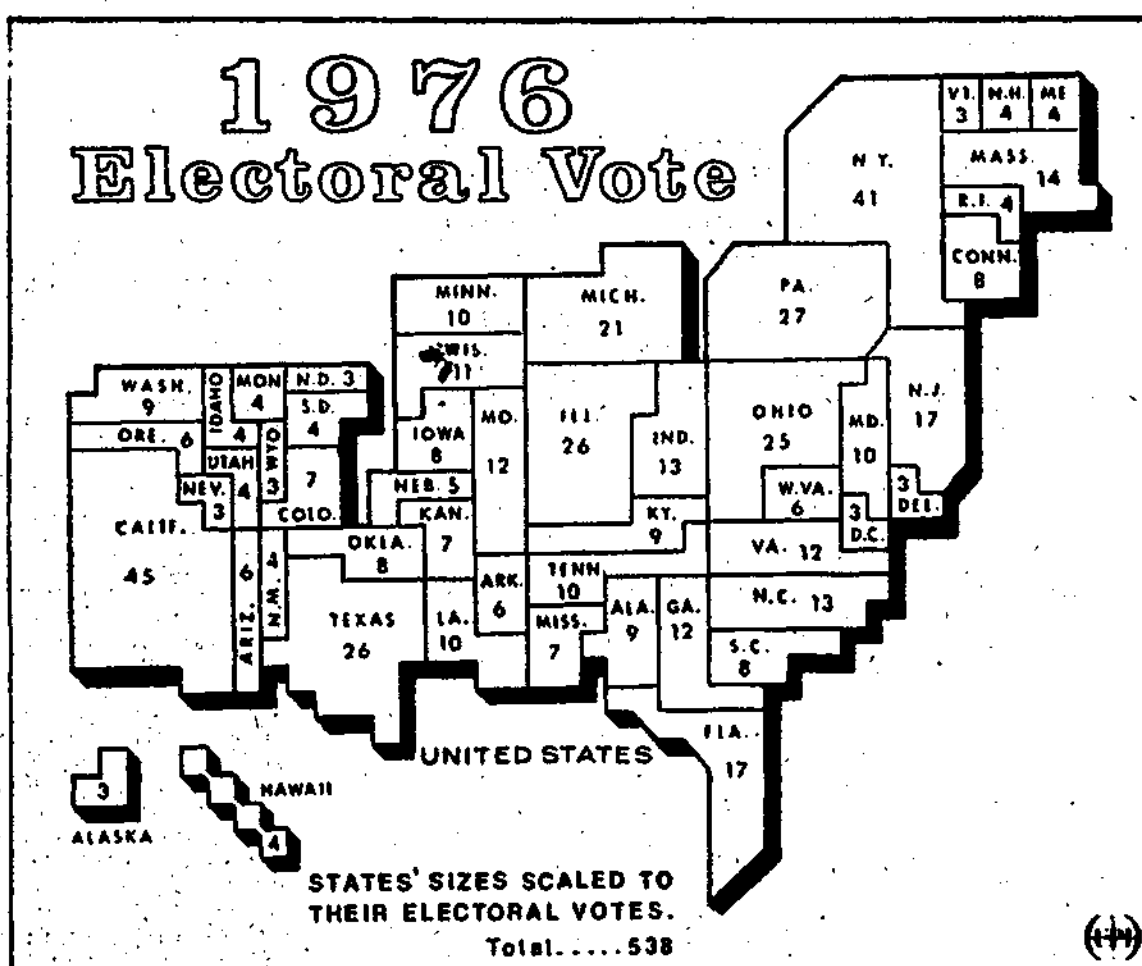 1976
Electoral Vote
VT.
3
N.H.
4
ME
4
N Y.
41
MASS.
14
R.I. 4
CONN.
8
MINN.
10
MICH.
21
PA.
27
WIS.
11
WASH.
9
IDAHO
4
MON
4
N.D. 3
S.D.
4
ORE. 6
WYO
3
UTAH
4
NEV.
3
7
COLO.
CALIF.
45
IOWA
8
MO.
12
ILL
26
IND.
13
OHIO
25
MD.
10
N.J.
17
NEB. 5
KAN.
7
KY.
9
W.VA.
6
3
D.C.
3
DEL.
OKLA.
8
VA. 12
ARIZ. 6
N.M. 4
TEXAS
26
LA.
10
ARK.
6
TENN
10
MISS.
7
ALA.
9
GA.
12
N.C. 13
S.C.
8
FLA.
17
UNITED STATES
3
ALASKA
HAWAII
4
STATES' SIZES SCALED TO
THEIR ELECTORAL VOTES.
Total.....538